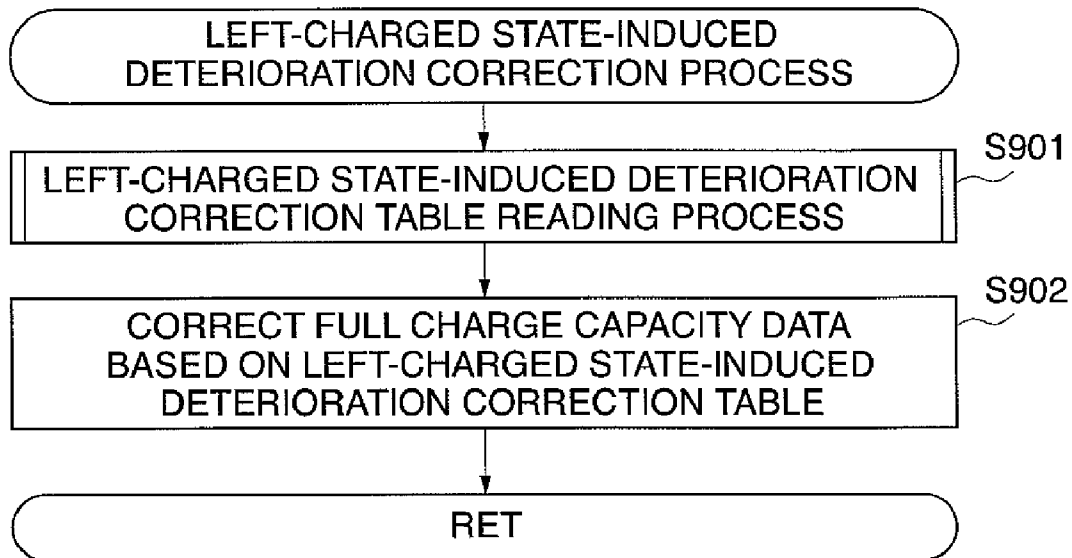 LEFT-CHARGED STATE-INDUCED
DETERIORATION CORRECTION PROCESS
S901
LEFT-CHARGED STATE-INDUCED DETERIORATION
CORRECTION TABLE READING PROCESS
S902
CORRECT FULL CHARGE CAPACITY DATA
BASED ON LEFT-CHARGED STATE-INDUCED
DETERIORATION CORRECTION TABLE
RET